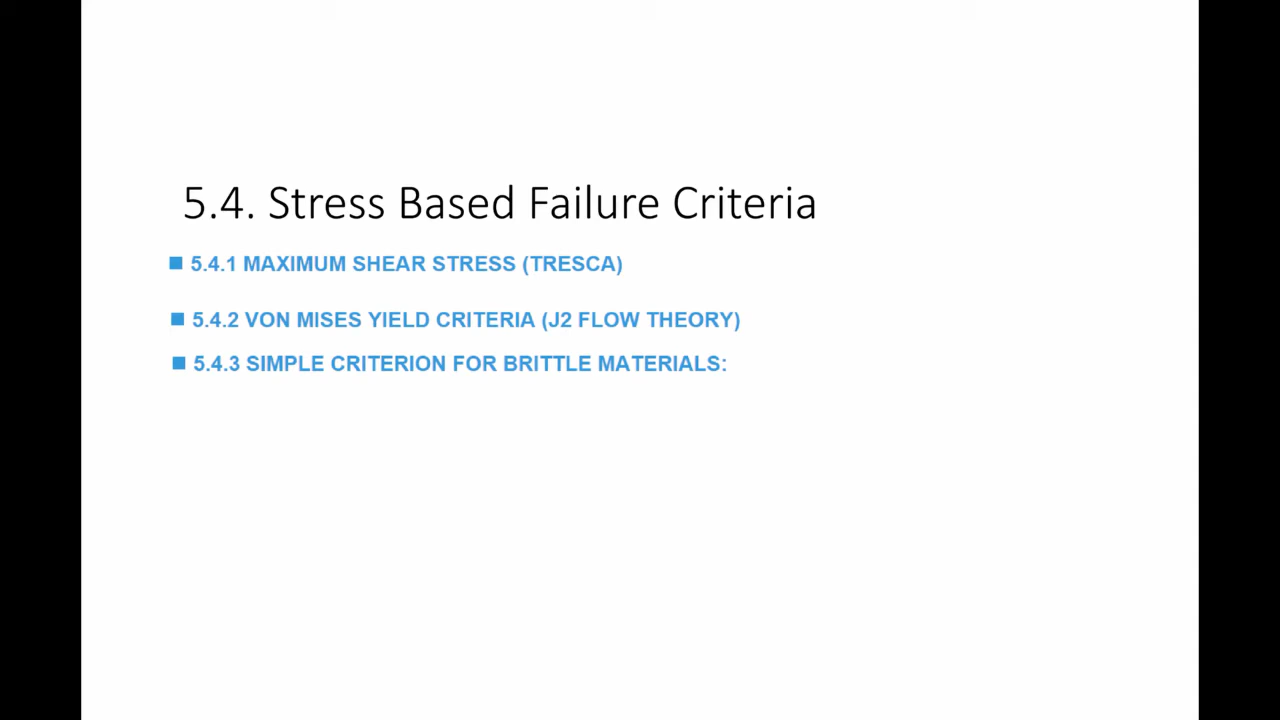 5.4. Stress Based Failure Criteria
5.4.1 MAXIMUM SHEAR STRESS (TRESCA)
5.4.2 VON MISES YIELD CRITERIA (J2 FLOW THEORY)
5.4.3 SIMPLE CRITERION FOR BRITTLE MATERIALS: